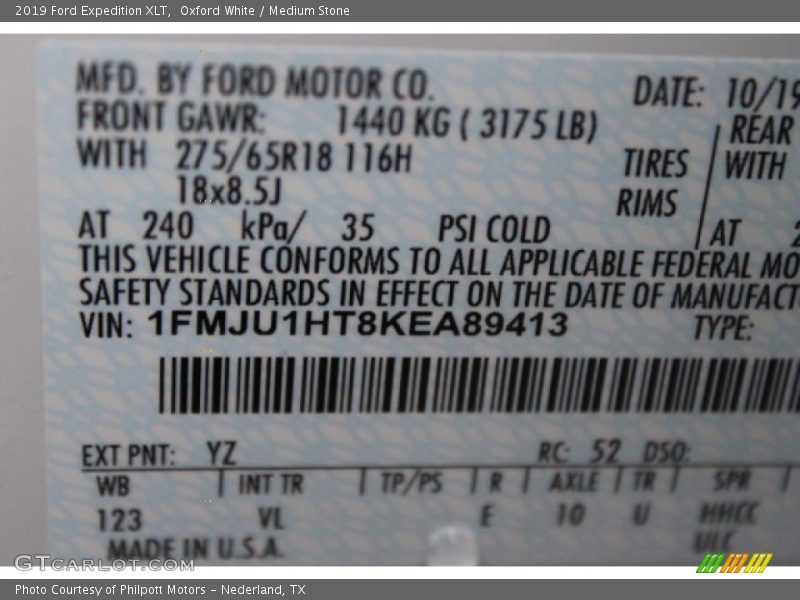 2019 Ford Expedition XLT, Oxford White / Medium Stone
MFD. BY FORD MOTOR CO.
DATE: 10/19
FRONT GAWR: 1440 KG ( 3175 LB)
REAR
WITH 275/65R18 116H TIRES WITH
18x8.5J RIMS
AT 240 kPa/ 35 PSI COLD AT 2
THIS VEHICLE CONFORMS TO ALL APPLICABLE FEDERAL MO
SAFETY STANDARDS IN EFFECT ON THE DATE OF MANUFACT
VIN: 1FMJU1HT8KEA89413 TYPE:
EXT PNT: YZ RC: 52 DSO:
WB INT TR TP/PS R AXLE TR SPR
123 VL E 10 U HHCC
ULC
MADE IN U.S.A.
GTcarlot.com
Photo Courtesy of Philpott Motors - Nederland, TX